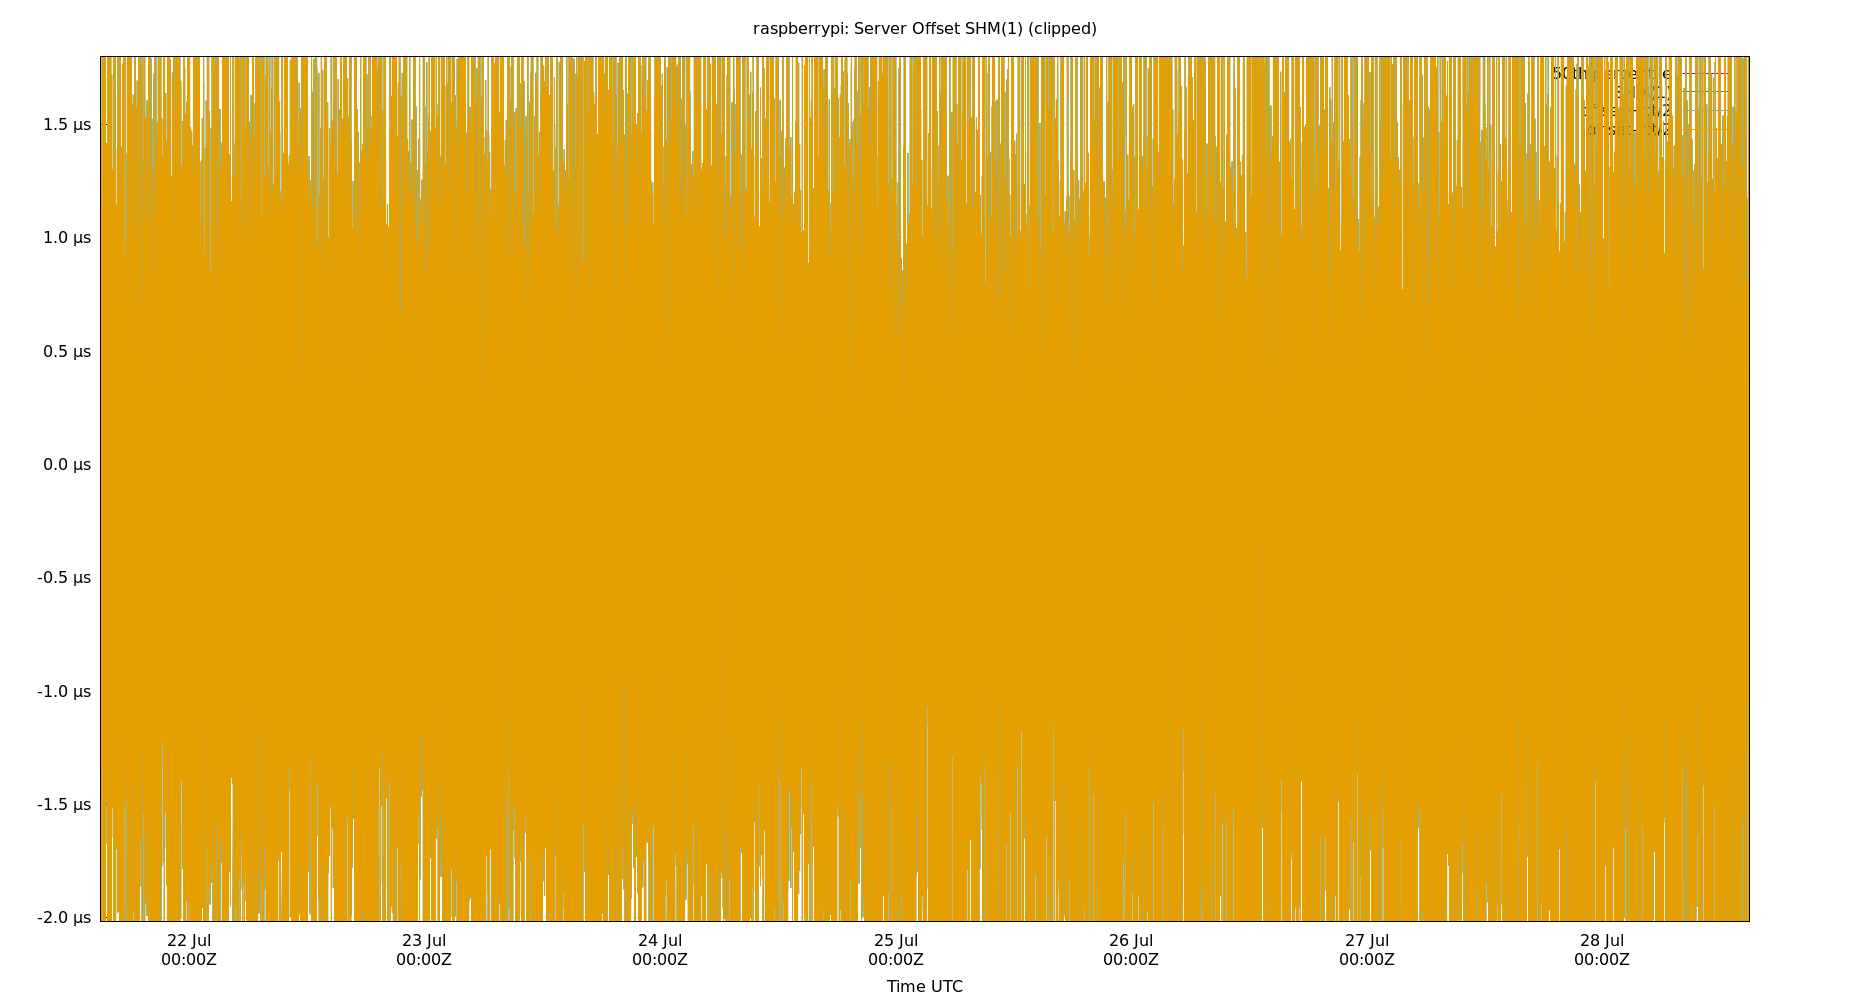 raspberrypi: Server Offset SHM(1) (clipped)
50th percentile
1.5 µs
1.0 µs
0.5 µs
0.0 µs
-0.5 µs
-1.0 µs
-1.5 µs
-2.0 µs
22 Jul 23 Jul 24 Jul 25 Jul 26 Jul 27 Jul 28 Jul
00:00Z 00:00Z 00:00Z 00:00Z 00:00Z 00:00Z 00:00Z
Time UTC